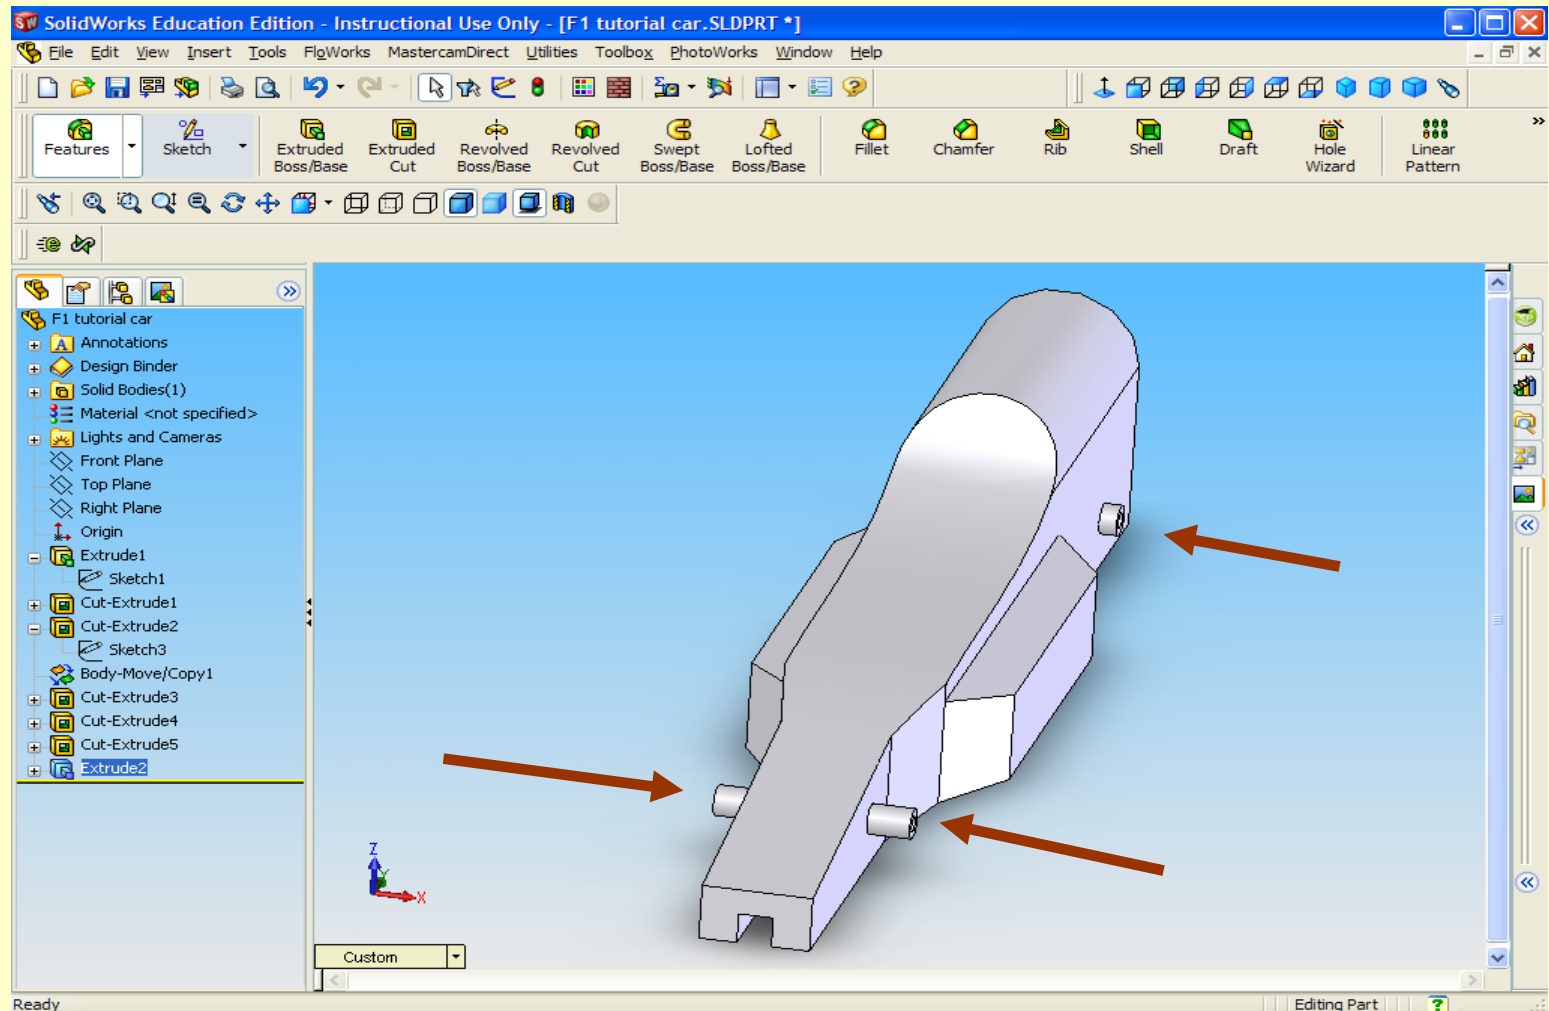 SolidWorks Education Edition - Instructional Use Only - [F1 tutorial car.SLDPRT *]
File Edit View Insert Tools FloWorks MastercamDirect Utilities Toolbox PhotoWorks Window Help
Features Sketch Extruded Boss/Base Extruded Cut Revolved Boss/Base Revolved Cut Swept Boss/Base Lofted Boss/Base Fillet Chamfer Rib Shell Draft Hole Wizard Linear Pattern
F1 tutorial car
Annotations
Design Binder
Solid Bodies(1)
Material <not specified>
Lights and Cameras
Front Plane
Top Plane
Right Plane
Origin
Extrude1
Sketch1
Cut-Extrude1
Cut-Extrude2
Sketch3
Body-Move/Copy1
Cut-Extrude3
Cut-Extrude4
Cut-Extrude5
Extrude2
Z
Y
X
Custom
Ready
Editing Part